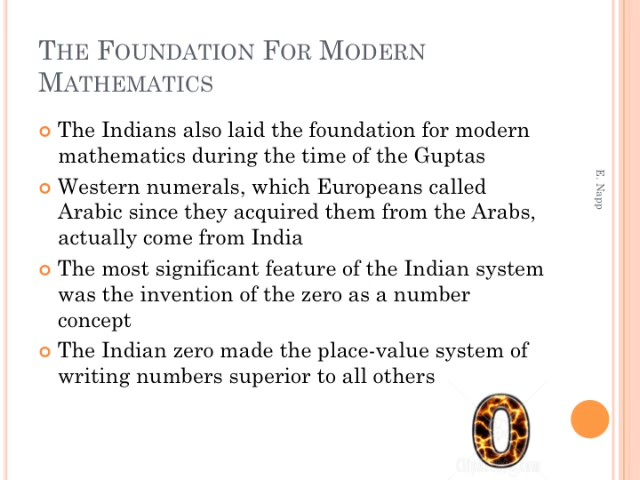 THE FOUNDATION FOR MODERN
MATHEMATICS
The Indians also laid the foundation for modern
mathematics during the time of the Guptas
Western numerals, which Europeans called
Arabic since they acquired them from the Arabs,
actually come from India
The most significant feature of the Indian system
was the invention of the zero as a number
concept
The Indian zero made the place-value system of
writing numbers superior to all others
E. Napp
0